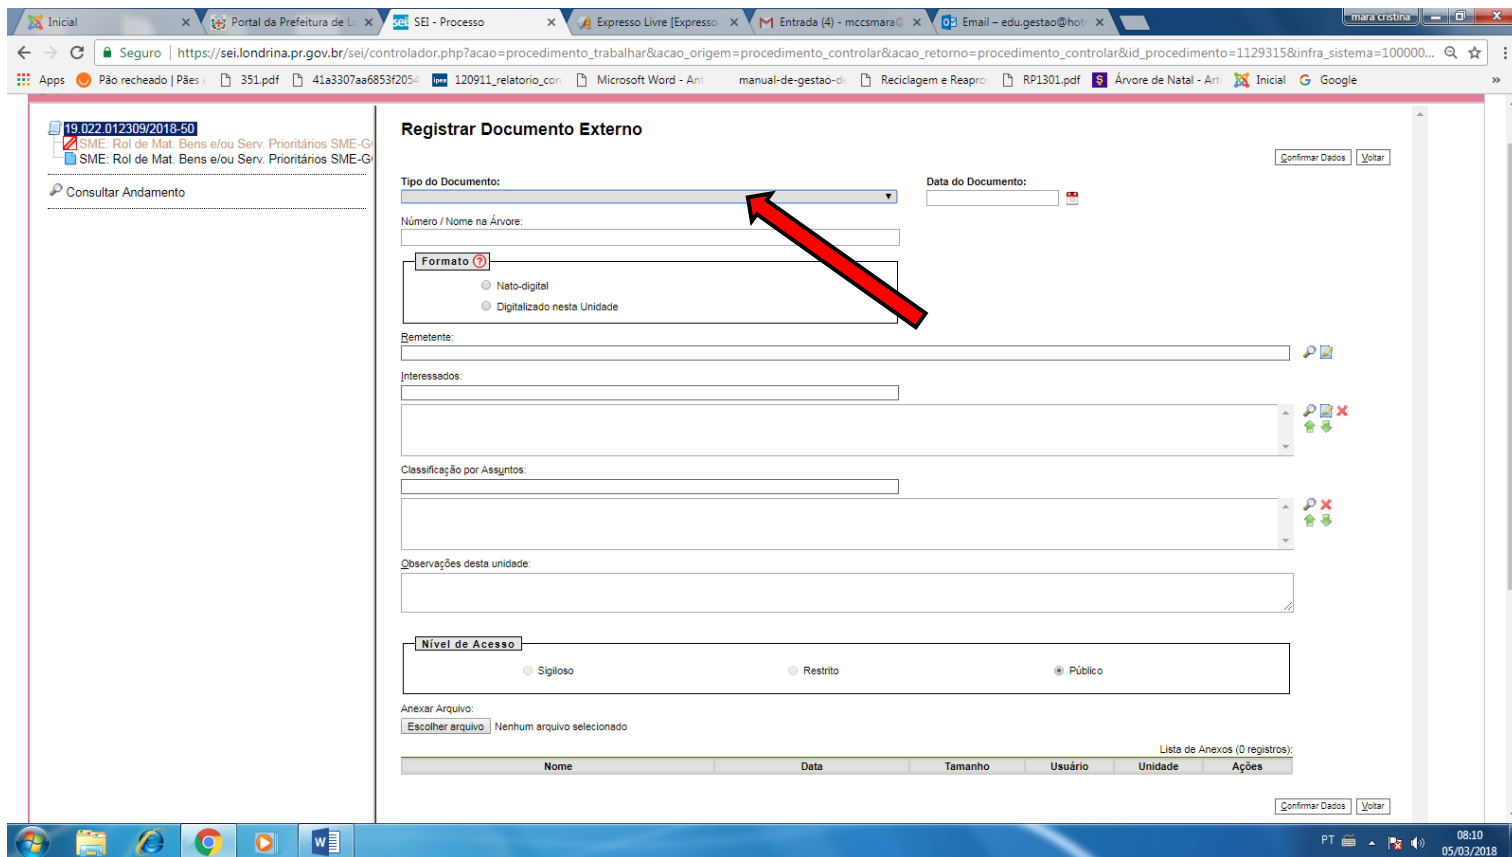 Inicial
Portal da Prefeitura de Lo
SEI - Processo
Expresso Livre [Expresso
Entrada (4) - mccsmara@
Email – edu.gestao@hot
mara cristina
Seguro | https://sei.londrina.pr.gov.br/sei/controlador.php?acao=procedimento_trabalhar&acao_origem=procedimento_controlar&acao_retorno=procedimento_controlar&id_procedimento=1129315&infra_sistema=100000...
Apps
Pão recheado | Pães e
351.pdf
41a3307aa6853f2054
120911_relatorio_con
Microsoft Word - Ant
manual-de-gestao-de
Reciclagem e Reapro
RP1301.pdf
Árvore de Natal - Art
Inicial
Google
»
19.022.012309/2018-50
SME: Rol de Mat. Bens e/ou Serv. Prioritários SME-G
SME: Rol de Mat. Bens e/ou Serv. Prioritários SME-G
Consultar Andamento
Registrar Documento Externo
Confirmar Dados
Voltar
Tipo do Documento:
Data do Documento:
Número / Nome na Árvore:
Formato
Nato-digital
Digitalizado nesta Unidade
Remetente:
Interessados:
Classificação por Assuntos:
Observações desta unidade:
Nível de Acesso
Sigiloso
Restrito
Público
Anexar Arquivo:
Escolher arquivo Nenhum arquivo selecionado
Lista de Anexos (0 registros):
Nome Data Tamanho Usuário Unidade Ações
Confirmar Dados
Voltar
PT
08:10
05/03/2018